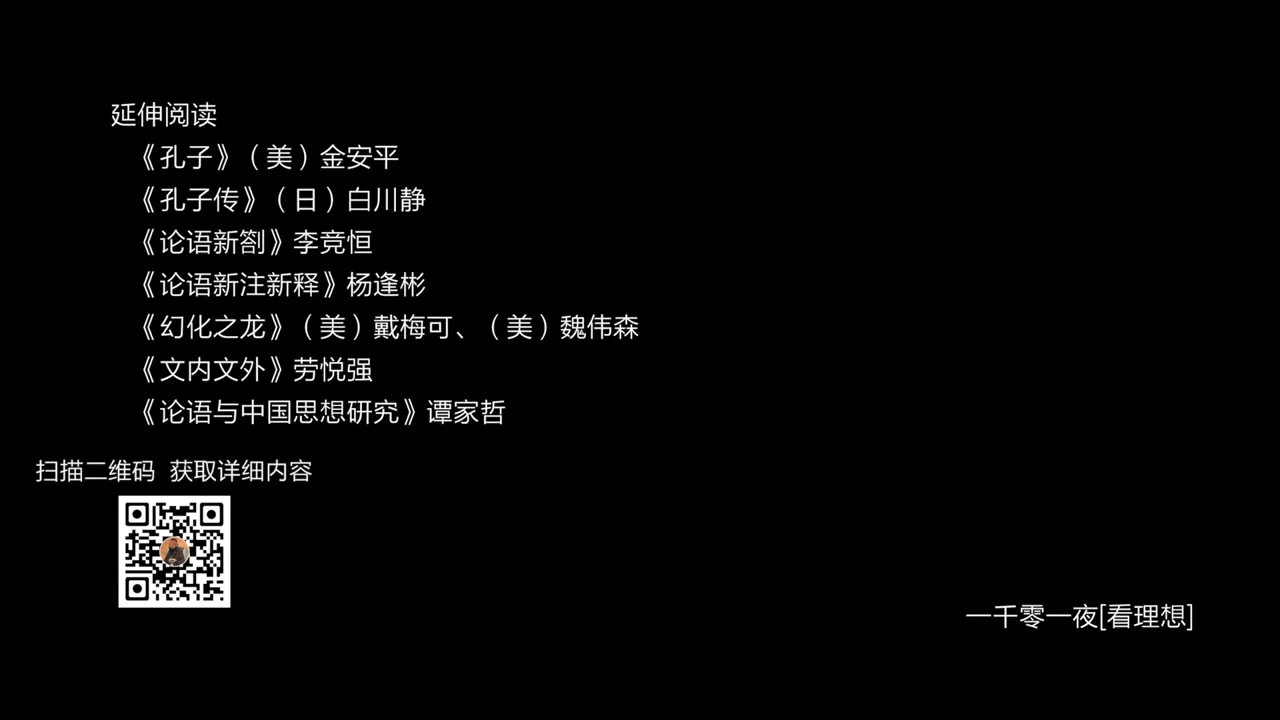 延伸阅读
《孔子》（美）金安平
《孔子传》（日）白川静
《论语新劄》李竞恒
《论语新注新释》杨逢彬
《幻化之龙》（美）戴梅可、（美）魏伟森
《文内文外》劳悦强
《论语与中国思想研究》谭家哲
扫描二维码 获取详细内容
一千零一夜[看理想]